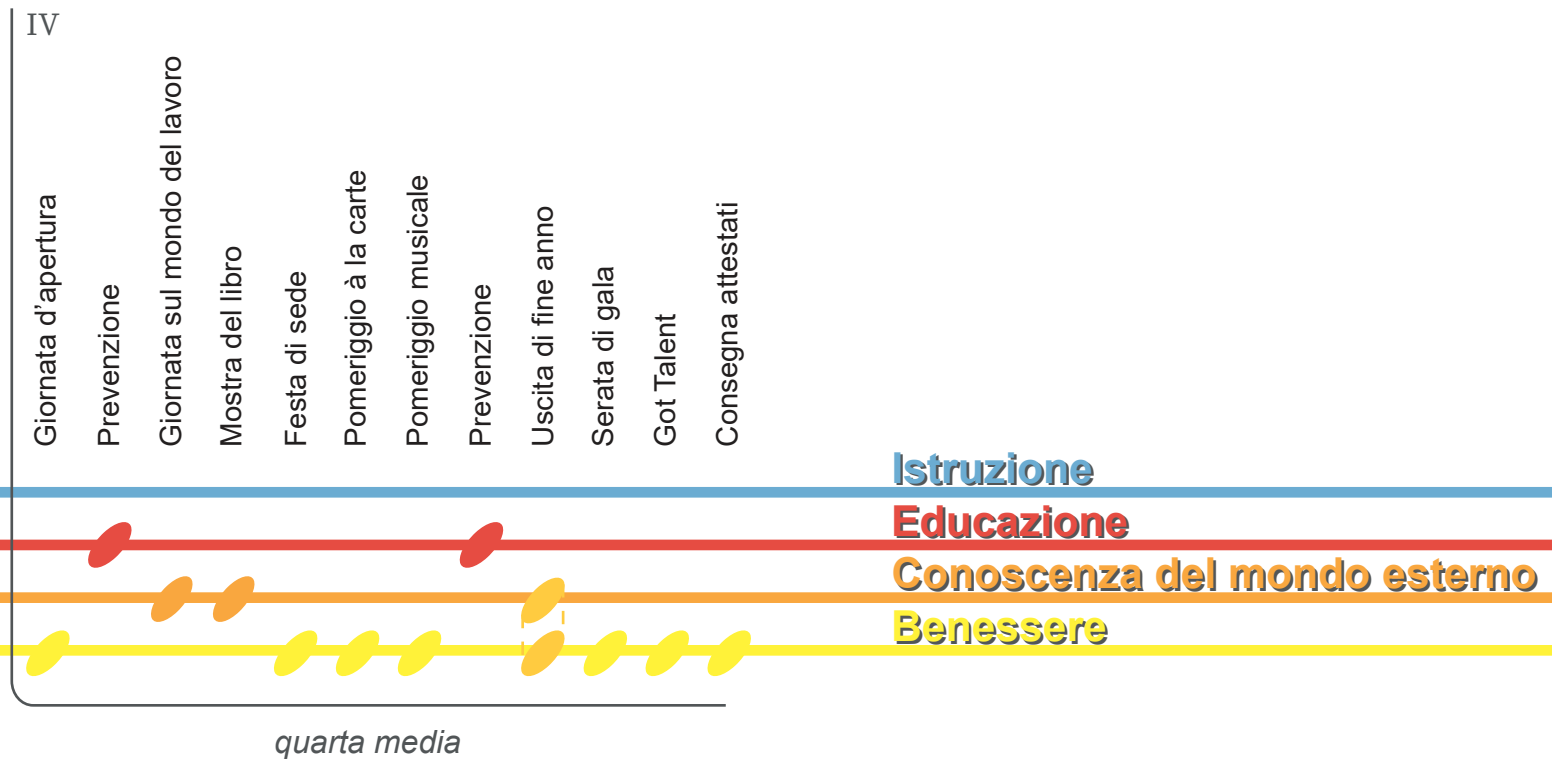 IV
Giornata d’apertura
Prevenzione
Giornata sul mondo del lavoro
Mostra del libro
Festa di sede
Pomeriggio à la carte
Pomeriggio musicale
Prevenzione
Uscita di fine anno
Serata di gala
Got Talent
Consegna attestati
Istruzione
Educazione
Conoscenza del mondo esterno
Benessere
quarta media